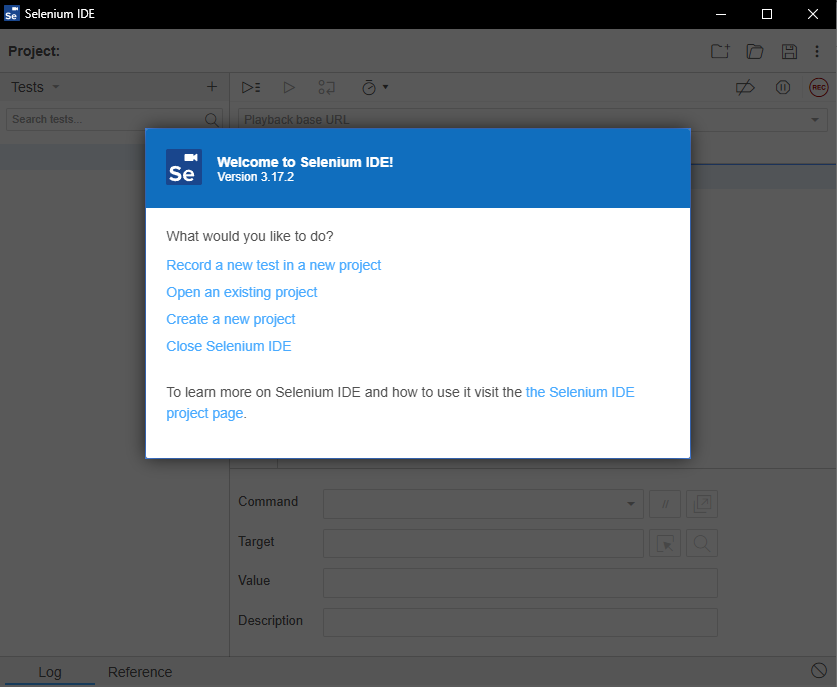 Selenium IDE
Project:
Tests
Search tests...
Playback base URL
REC
Se
Welcome to Selenium IDE!
Version 3.17.2
What would you like to do?
Record a new test in a new project
Open an existing project
Create a new project
Close Selenium IDE
To learn more on Selenium IDE and how to use it visit the the Selenium IDE
project page.
Command
//
Target
Value
Description
Log
Reference